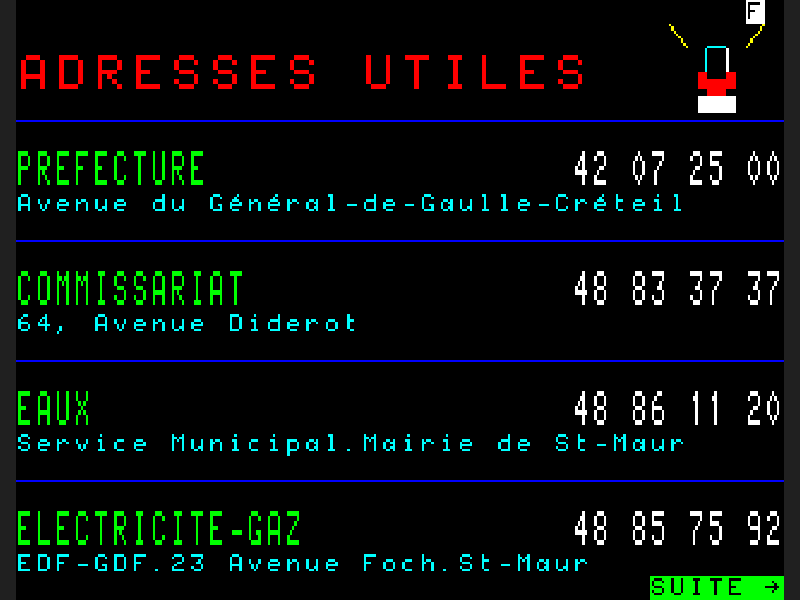 F
ADRESSES UTILES
PREFECTURE 42 07 25 00
Avenue du Général-de-Gaulle-Créteil
COMMISSARIAT 48 83 37 37
64, Avenue Diderot
EAUX 48 86 11 20
Service Municipal.Mairie de St-Maur
ELECTRICITE-GAZ 48 85 75 92
EDF-GDF.23 Avenue Foch.St-Maur
SUITE →